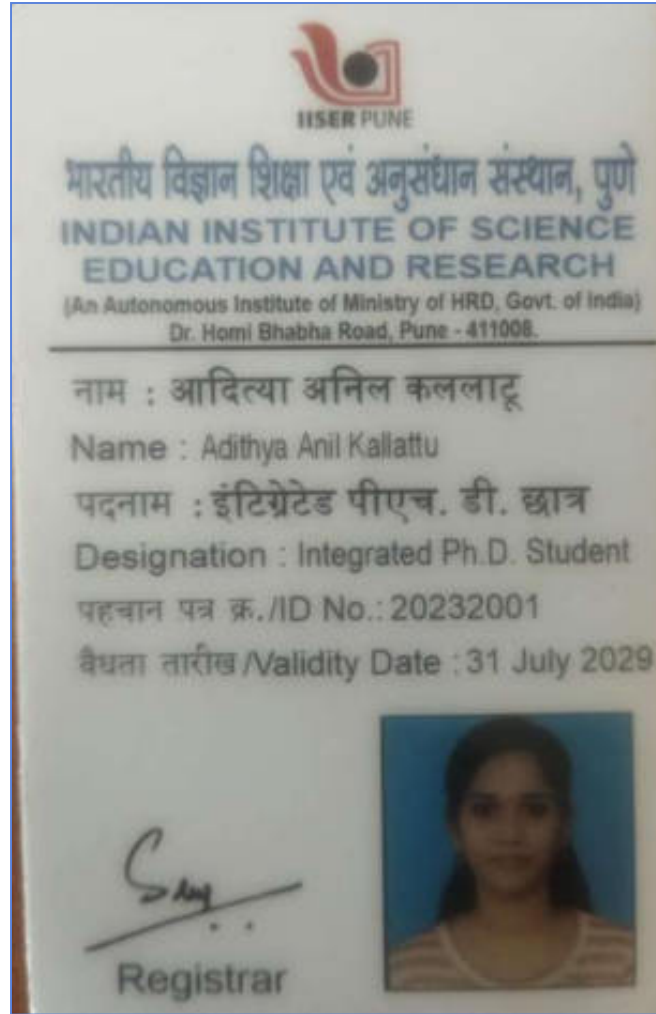 IISER PUNE
भारतीय विज्ञान शिक्षा एवं अनुसंधान संस्थान, पुणे
INDIAN INSTITUTE OF SCIENCE
EDUCATION AND RESEARCH
(An Autonomous Institute of Ministry of HRD, Govt. of India)
Dr. Homi Bhabha Road, Pune - 411008.
नाम : आदित्या अनिल कललाटू
Name : Adithya Anil Kallattu
पदनाम : इंटिग्रेटेड पीएच. डी. छात्र
Designation : Integrated Ph.D. Student
पहचान पत्र क्र./ID No.: 20232001
वैधता तारीख/Validity Date : 31 July 2029
Registrar